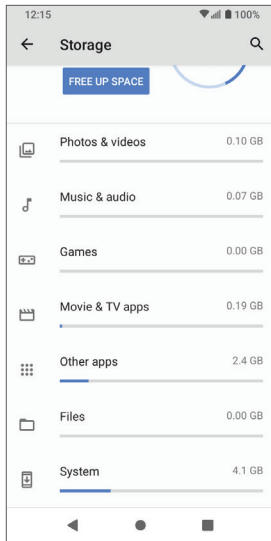 12:15 100%
Storage
FREE UP SPACE
Photos & videos 0.10 GB
Music & audio 0.07 GB
Games 0.00 GB
Movie & TV apps 0.19 GB
Other apps 2.4 GB
Files 0.00 GB
System 4.1 GB